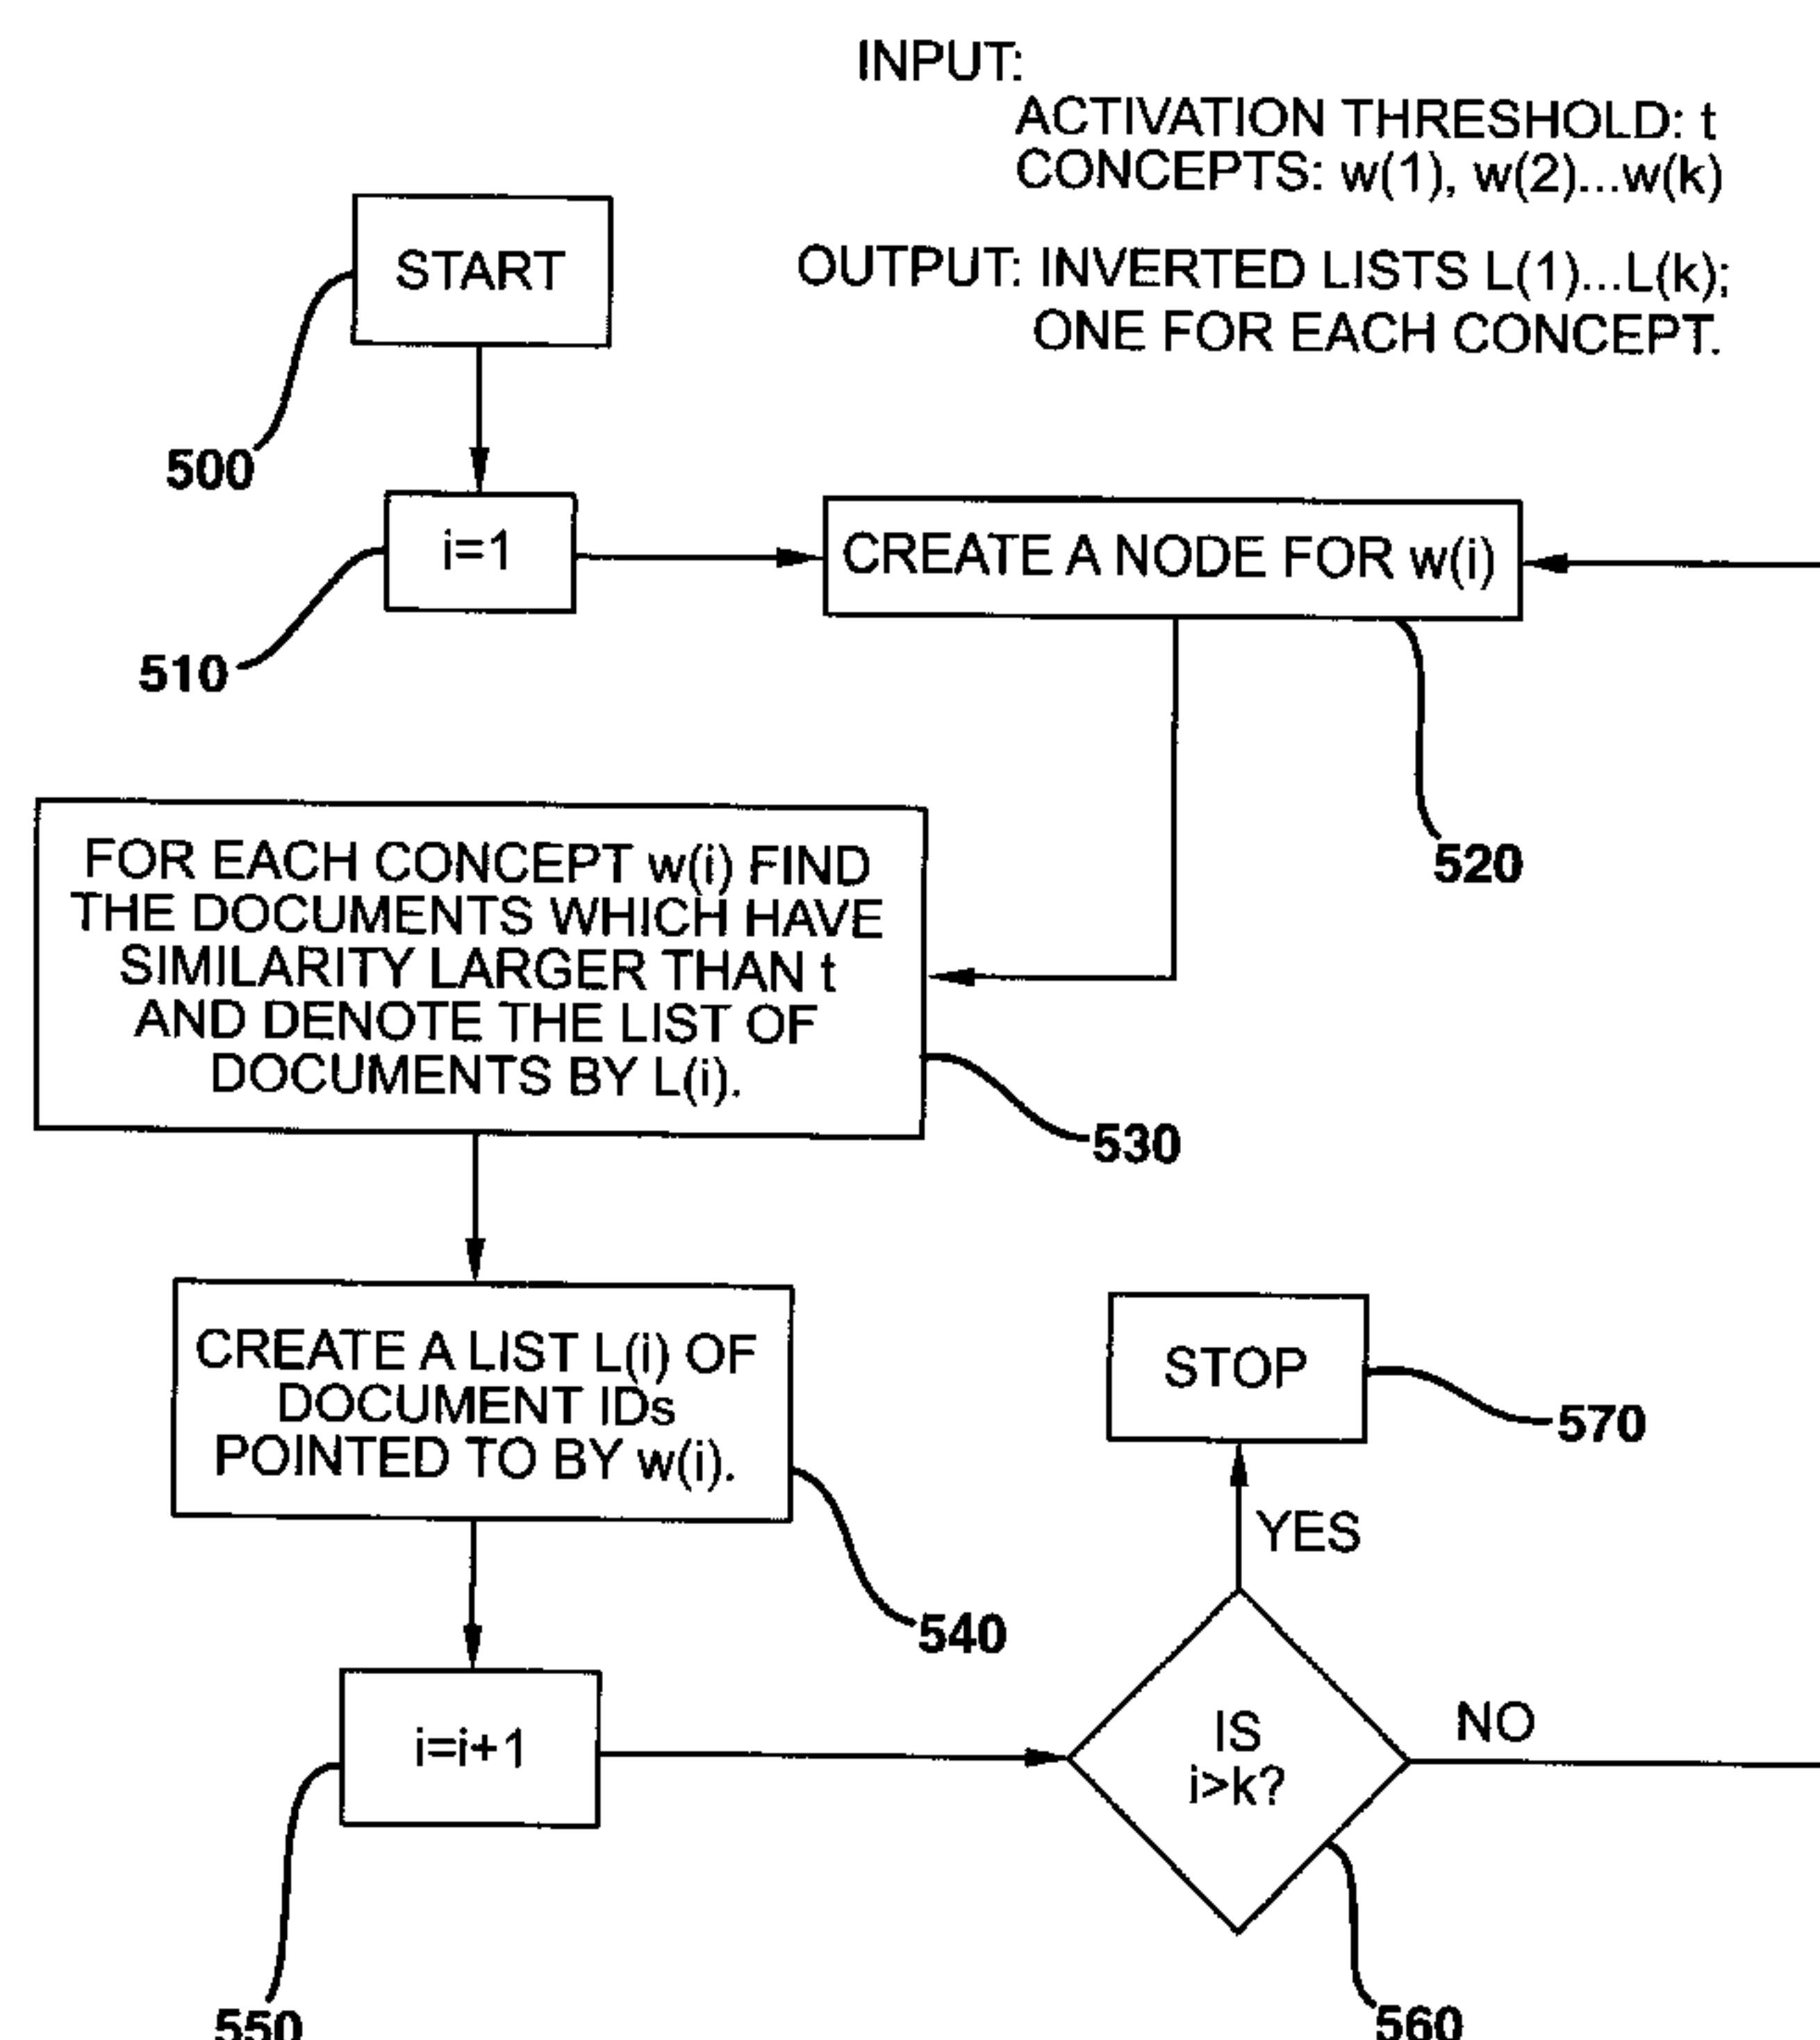 INPUT:
ACTIVATION THRESHOLD: t
CONCEPTS: w(1), w(2)...w(k)
OUTPUT: INVERTED LISTS L(1)...L(k);
ONE FOR EACH CONCEPT.
START
500
i=1
510
CREATE A NODE FOR w(i)
520
FOR EACH CONCEPT w(i) FIND
THE DOCUMENTS WHICH HAVE
SIMILARITY LARGER THAN t
AND DENOTE THE LIST OF
DOCUMENTS BY L(i).
530
CREATE A LIST L(i) OF
DOCUMENT IDs
POINTED TO BY w(i).
540
STOP
570
YES
i=i+1
550
IS
i>k?
NO
560